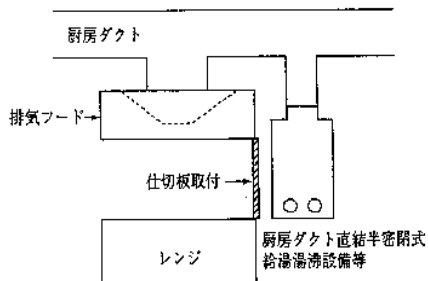 厨房ダクト
排気フード
仕切板取付
レンジ
厨房ダクト直結半密閉式
給湯湯沸設備等